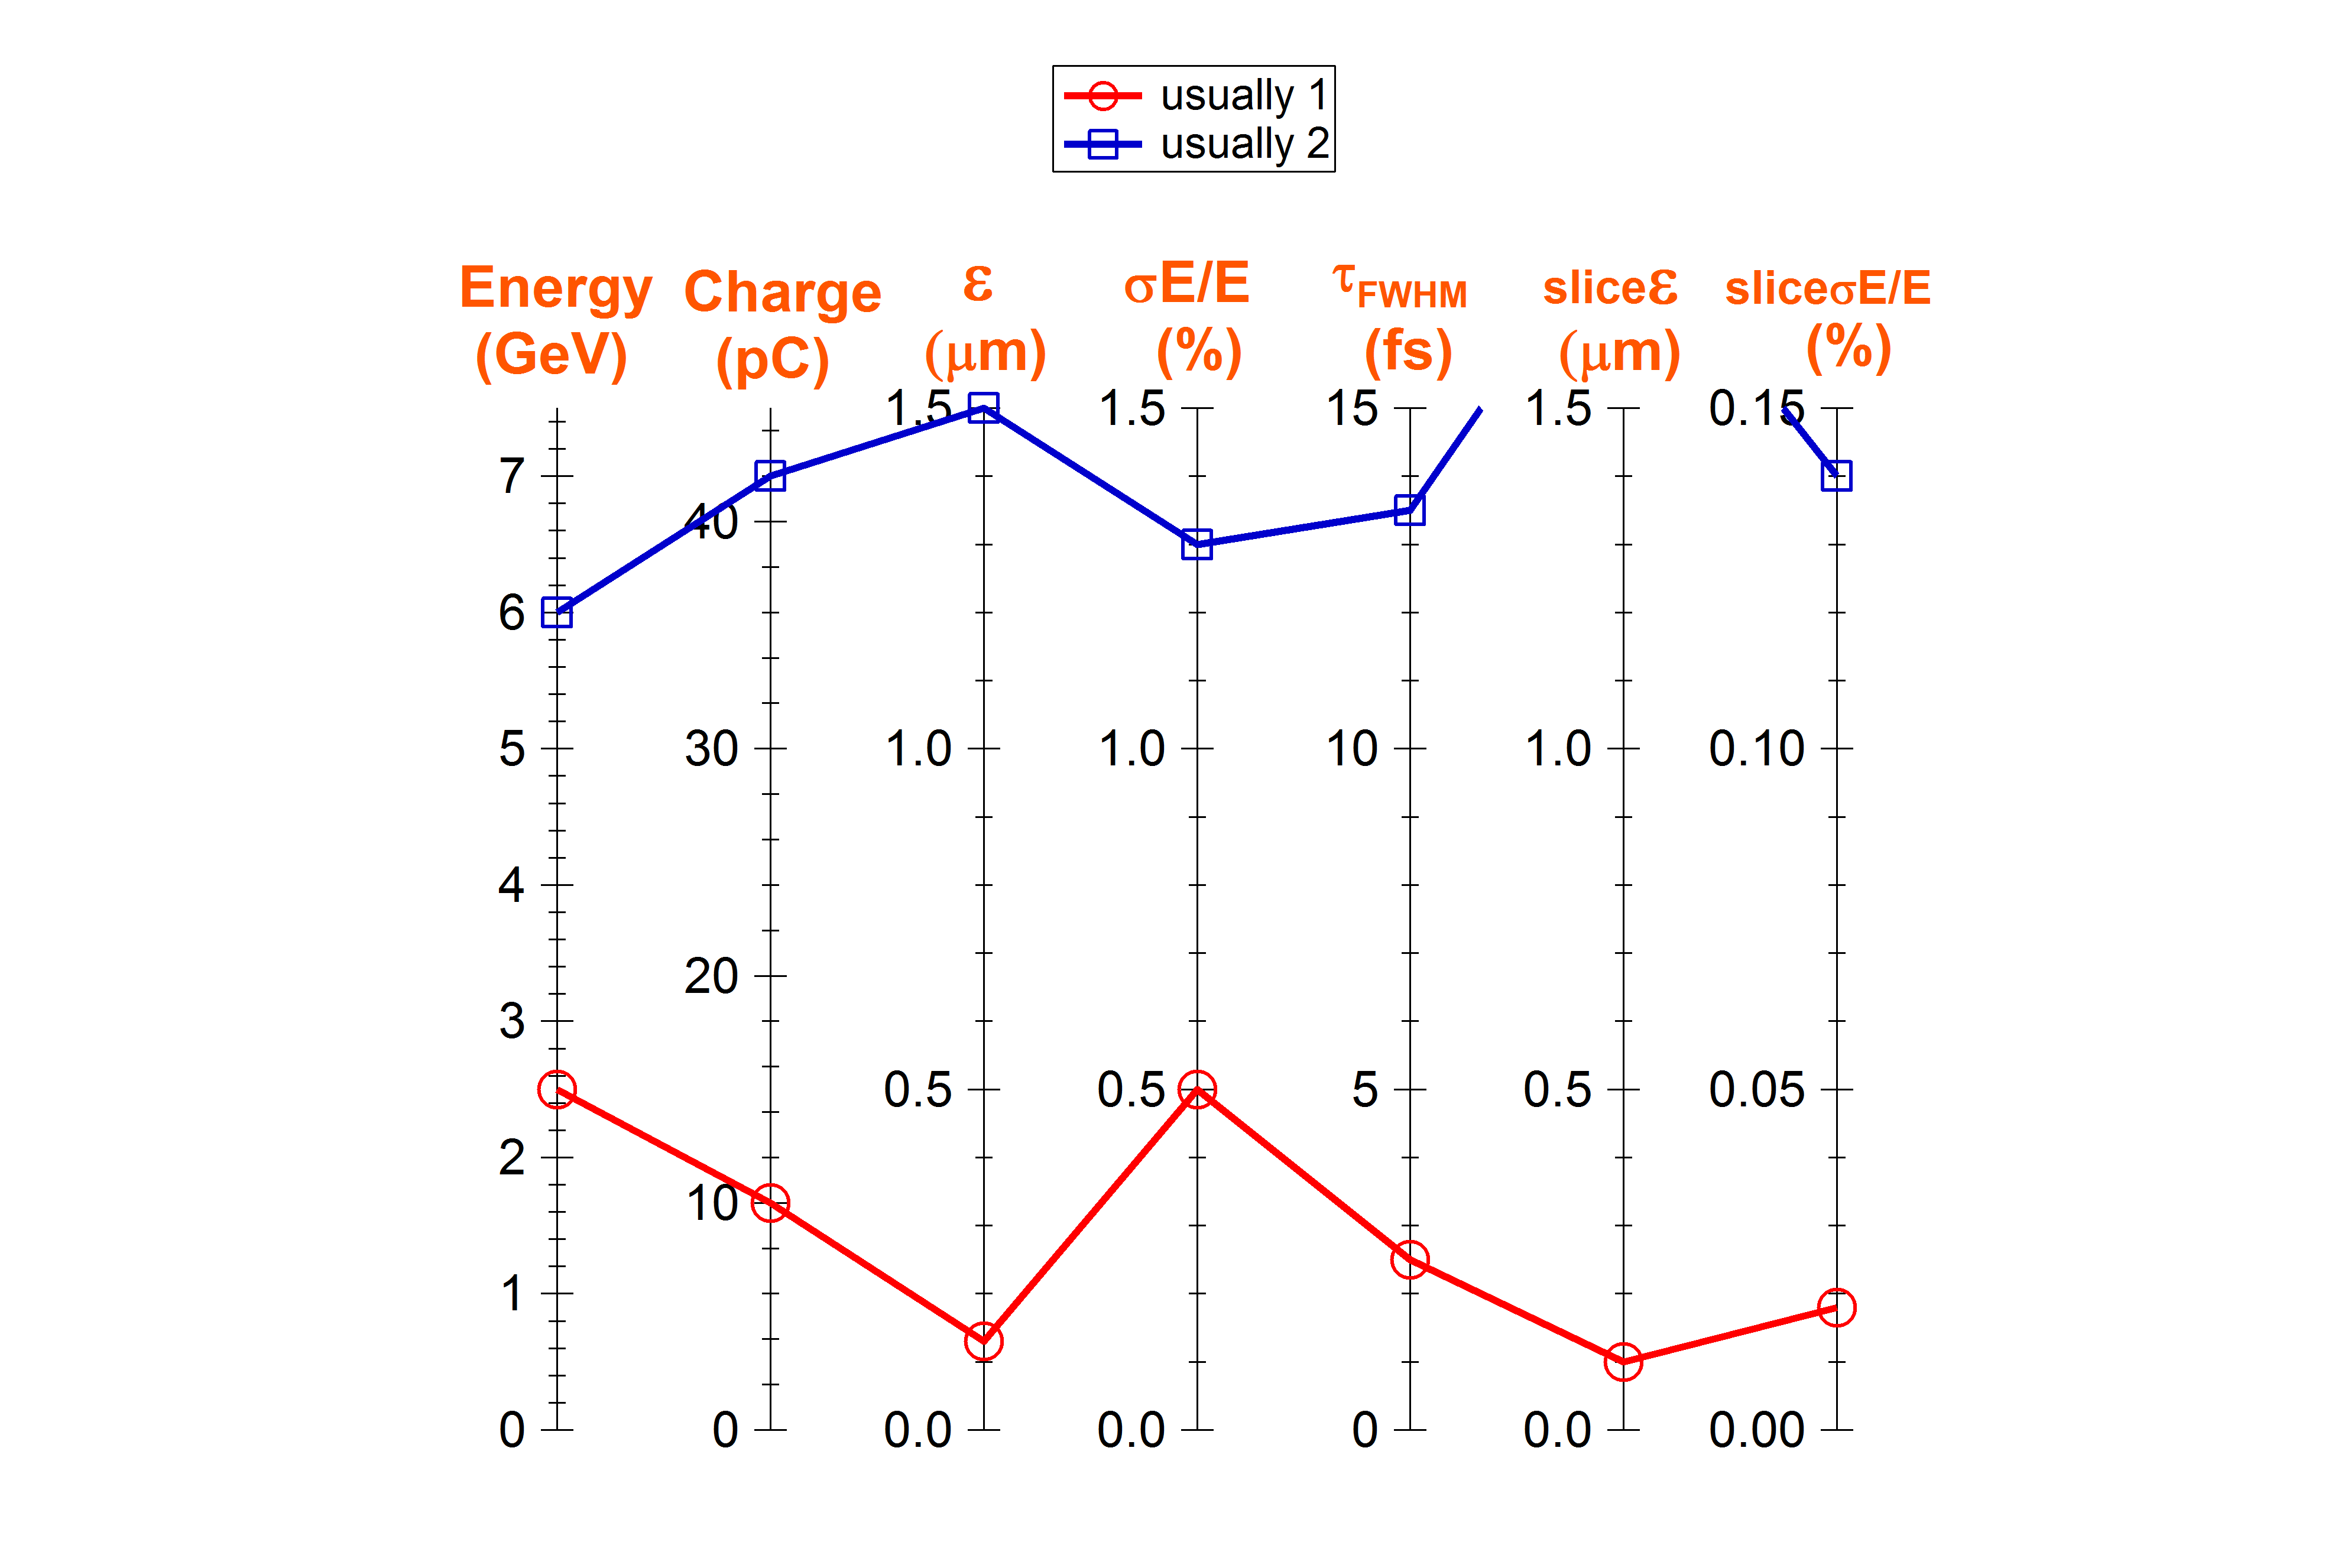 usually 1
usually 2
Energy
(GeV)
Charge
(pC)
ε
(μm)
σE/E
(%)
τFWHM
(fs)
sliceε
(μm)
sliceσE/E
(%)
7
6
5
4
3
2
1
0
40
30
20
10
0
1.5
1.0
0.5
0.0
1.5
1.0
0.5
0.0
15
10
5
0
1.5
1.0
0.5
0.0
0.15
0.10
0.05
0.00